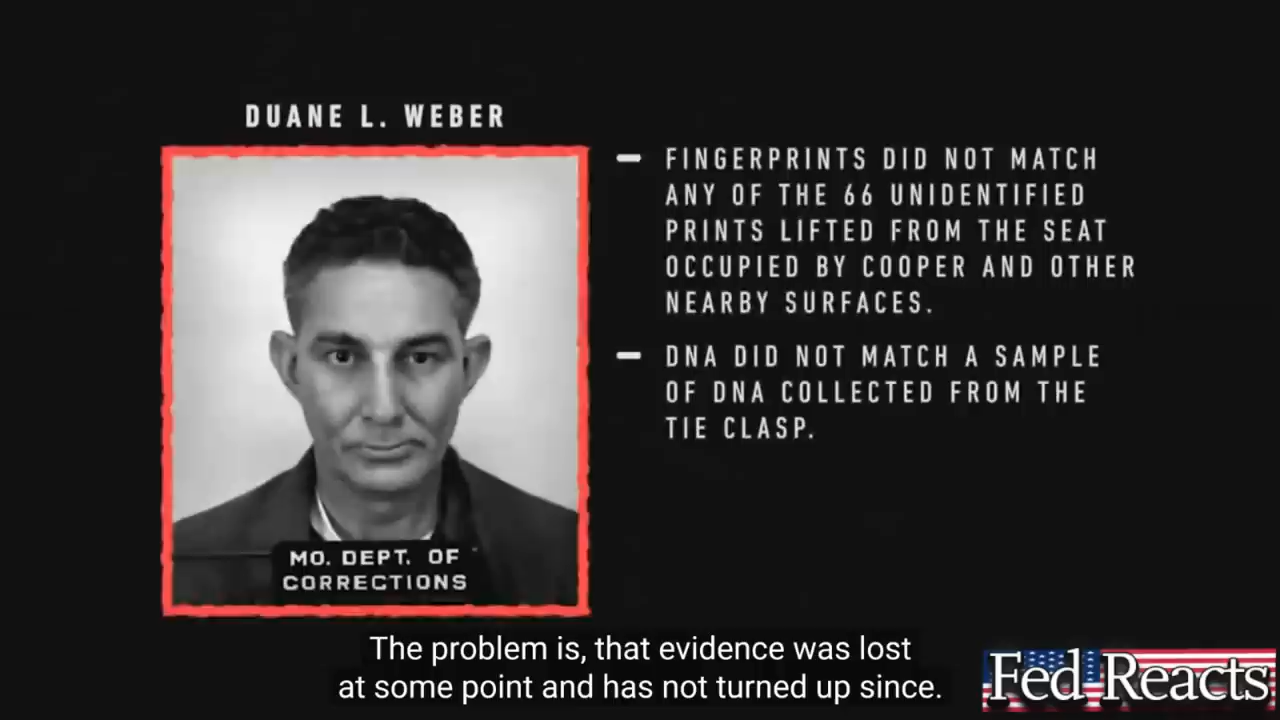 DUANE L. WEBER
– FINGERPRINTS DID NOT MATCH
ANY OF THE 66 UNIDENTIFIED
PRINTS LIFTED FROM THE SEAT
OCCUPIED BY COOPER AND OTHER
NEARBY SURFACES.
– DNA DID NOT MATCH A SAMPLE
OF DNA COLLECTED FROM THE
TIE CLASP.
MO. DEPT. OF
CORRECTIONS
The problem is, that evidence was lost
at some point and has not turned up since.
Fed Reacts